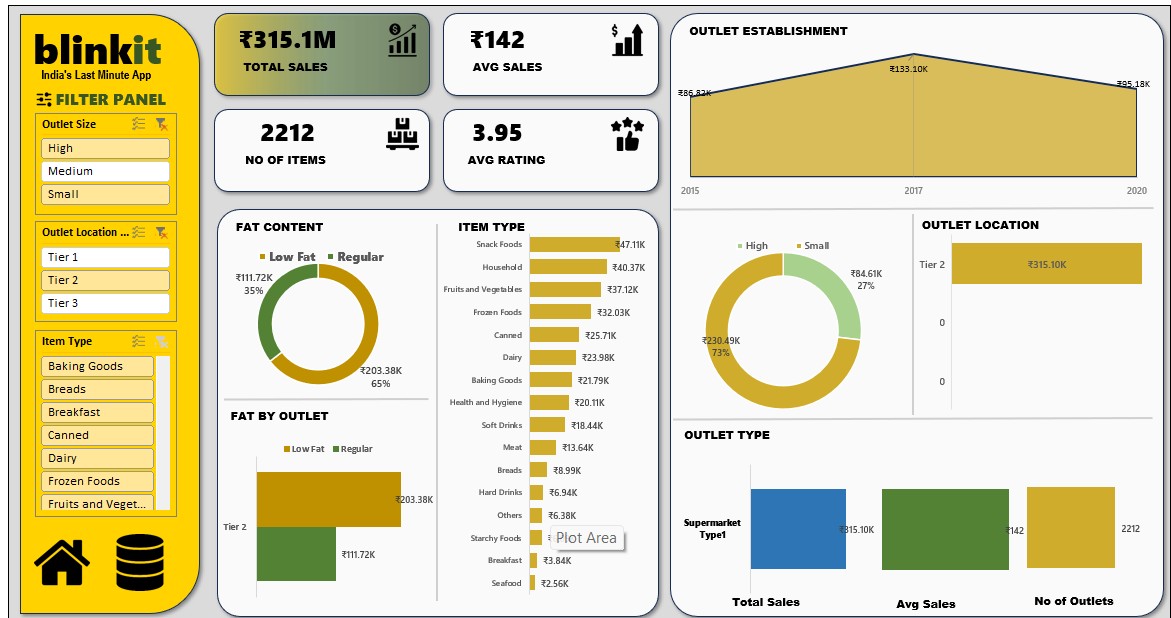 blinkit
India's Last Minute App
FILTER PANEL
Outlet Size
High
Medium
Small
Outlet Location ...
Tier 1
Tier 2
Tier 3
Item Type
Baking Goods
Breads
Breakfast
Canned
Dairy
Frozen Foods
Fruits and Veget...
₹315.1M
TOTAL SALES
₹142
AVG SALES
2212
NO OF ITEMS
3.95
AVG RATING
FAT CONTENT
Low Fat Regular
₹111.72K
35%
₹203.38K
65%
FAT BY OUTLET
Low Fat Regular
Tier 2
₹203.38K
₹111.72K
ITEM TYPE
Snack Foods ₹47.11K
Household ₹40.37K
Fruits and Vegetables ₹37.12K
Frozen Foods ₹32.03K
Canned ₹25.71K
Dairy ₹23.98K
Baking Goods ₹21.79K
Health and Hygiene ₹20.11K
Soft Drinks ₹18.44K
Meat ₹13.64K
Breads ₹8.99K
Hard Drinks ₹6.94K
Others ₹6.38K
Starchy Foods
Plot Area
Breakfast ₹3.84K
Seafood ₹2.56K
OUTLET ESTABLISHMENT
₹86.82K
₹133.10K
₹95.18K
2015 2017 2020
High Small
₹84.61K
27%
₹230.49K
73%
OUTLET LOCATION
Tier 2 ₹315.10K
0
0
OUTLET TYPE
Supermarket
Type1
₹315.10K
₹142
2212
Total Sales
Avg Sales
No of Outlets